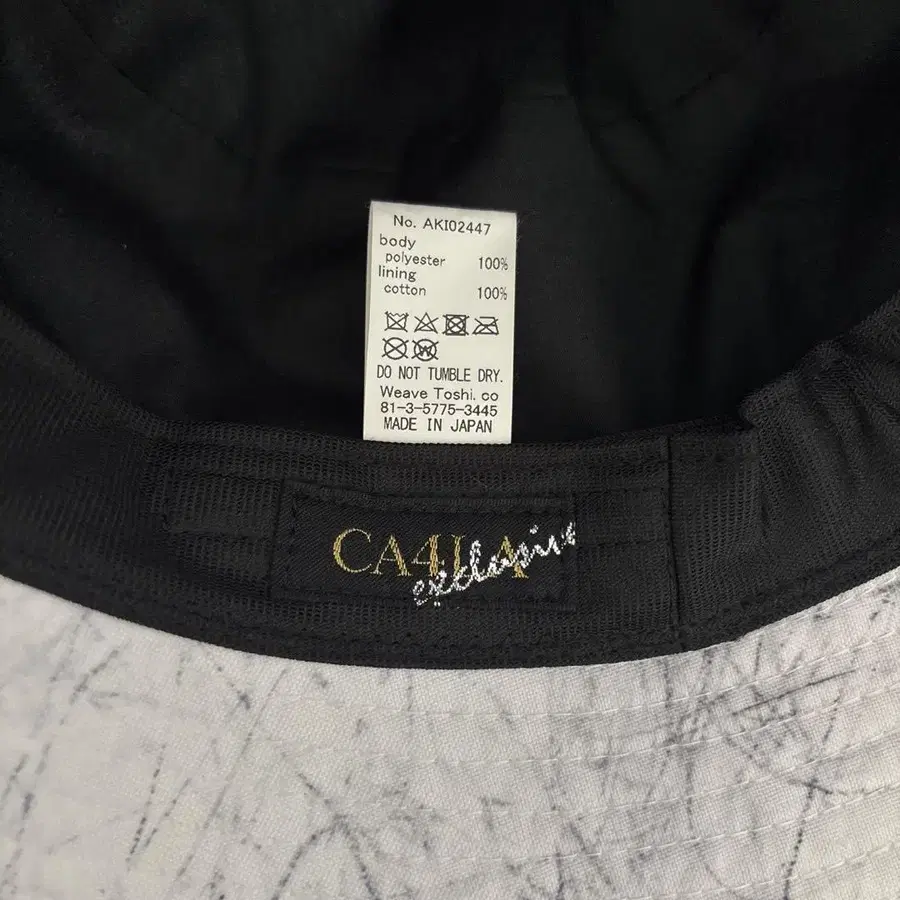 No. AKI02447
body
polyester 100%
lining
cotton 100%
DO NOT TUMBLE DRY.
Weave Toshi. co
81-3-5775-3445
MADE IN JAPAN
CA4LA
exclusive